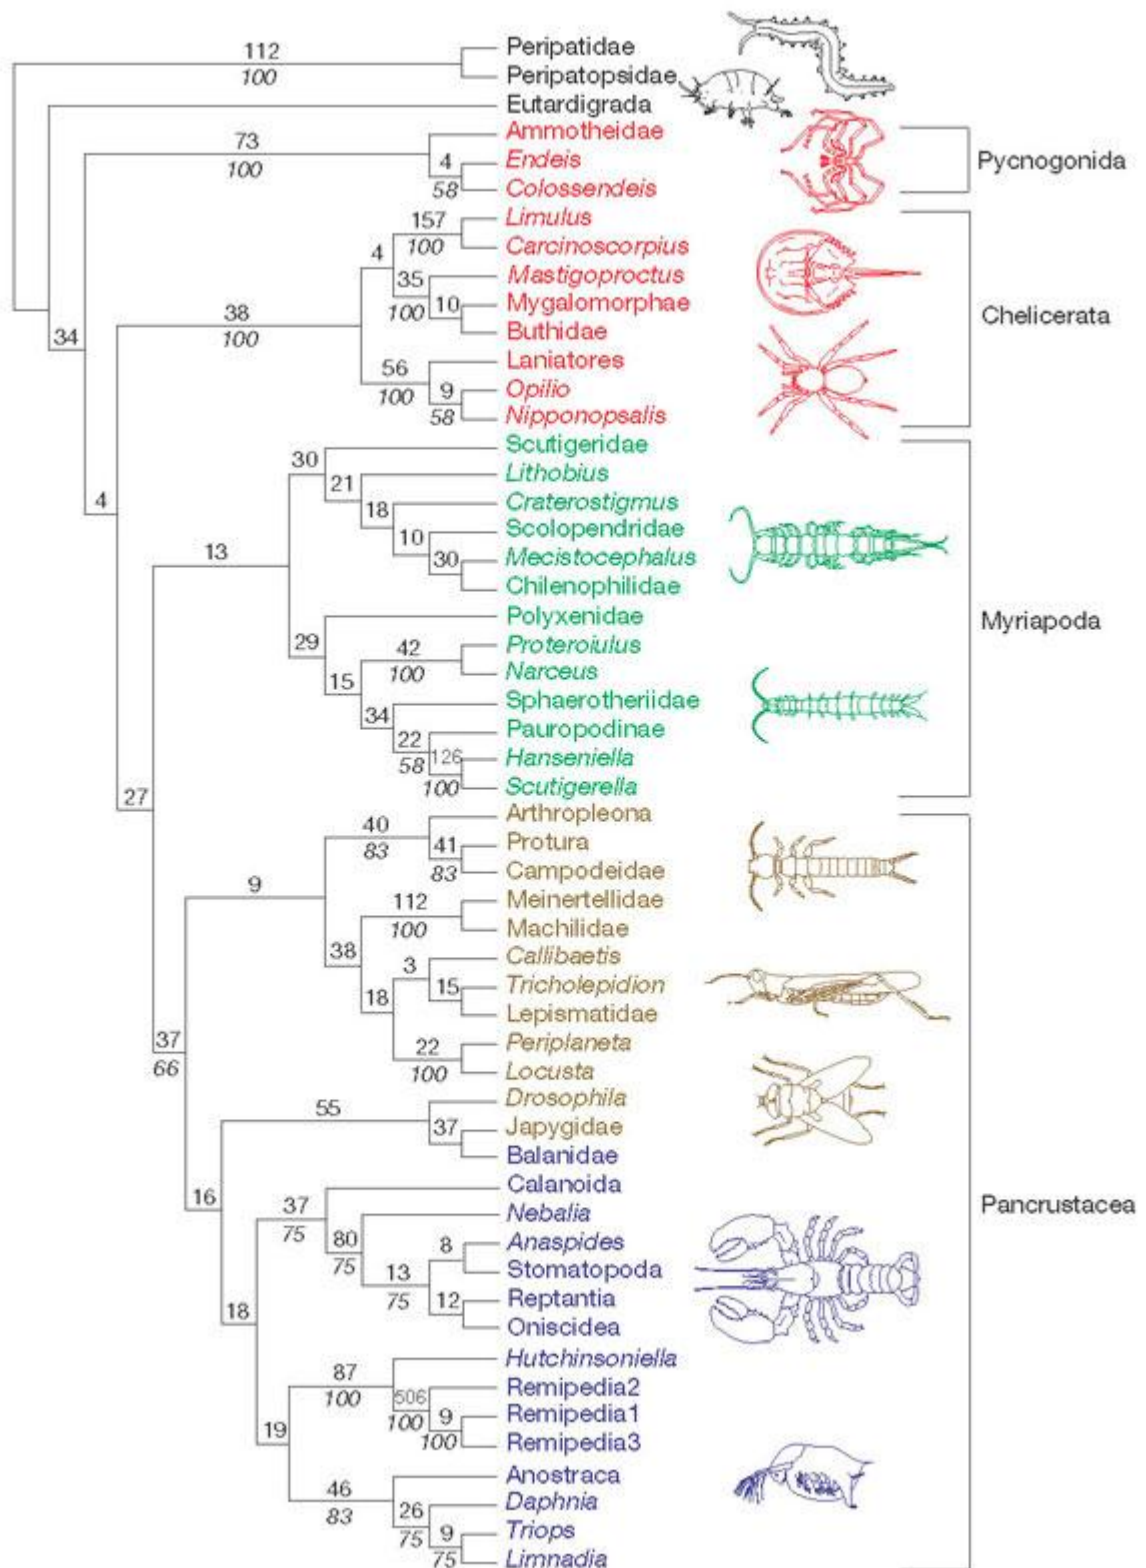 112
Peripatidae
100
Peripatopsidae
Eutardigrada
73
Ammotheidae
100
4
Endeis
Pycnogonida
58
Colossendeis
157
Limulus
100
Carcinoscorpius
4
35
Mastigoproctus
100
10
Mygalomorphae
Chelicerata
38
100
Buthidae
34
56
Laniatores
100
9
Opilio
58
Nipponopsalis
30
Scutigeridae
21
Lithobius
18
Craterostigmus
4
10
Scolopendridae
13
30
Mecistocephalus
Chilenophilidae
Polyxenidae
Myriapoda
29
42
Proteroiulus
100
Narceus
15
34
Sphaerotheriidae
22
Pauropodinae
58
126
Hanseniella
100
Scutigerella
27
40
Arthropleona
83
41
Protura
83
Campodeidae
9
112
Meinertellidae
100
Machilidae
38
3
Callibaetis
18
15
Tricholepidion
Lepismatidae
37
66
22
Periplaneta
100
Locusta
55
Drosophila
37
Japygidae
Balanidae
16
37
Calanoida
75
Pancrustacea
80
Nebalia
75
8
Anaspides
13
Stomatopoda
75
12
Reptantia
18
Oniscidea
87
Hutchinsoniella
100
506
Remipedia2
100
9
Remipedia1
100
Remipedia3
19
46
Anostraca
83
26
Daphnia
75
9
Triops
75
Limnadia